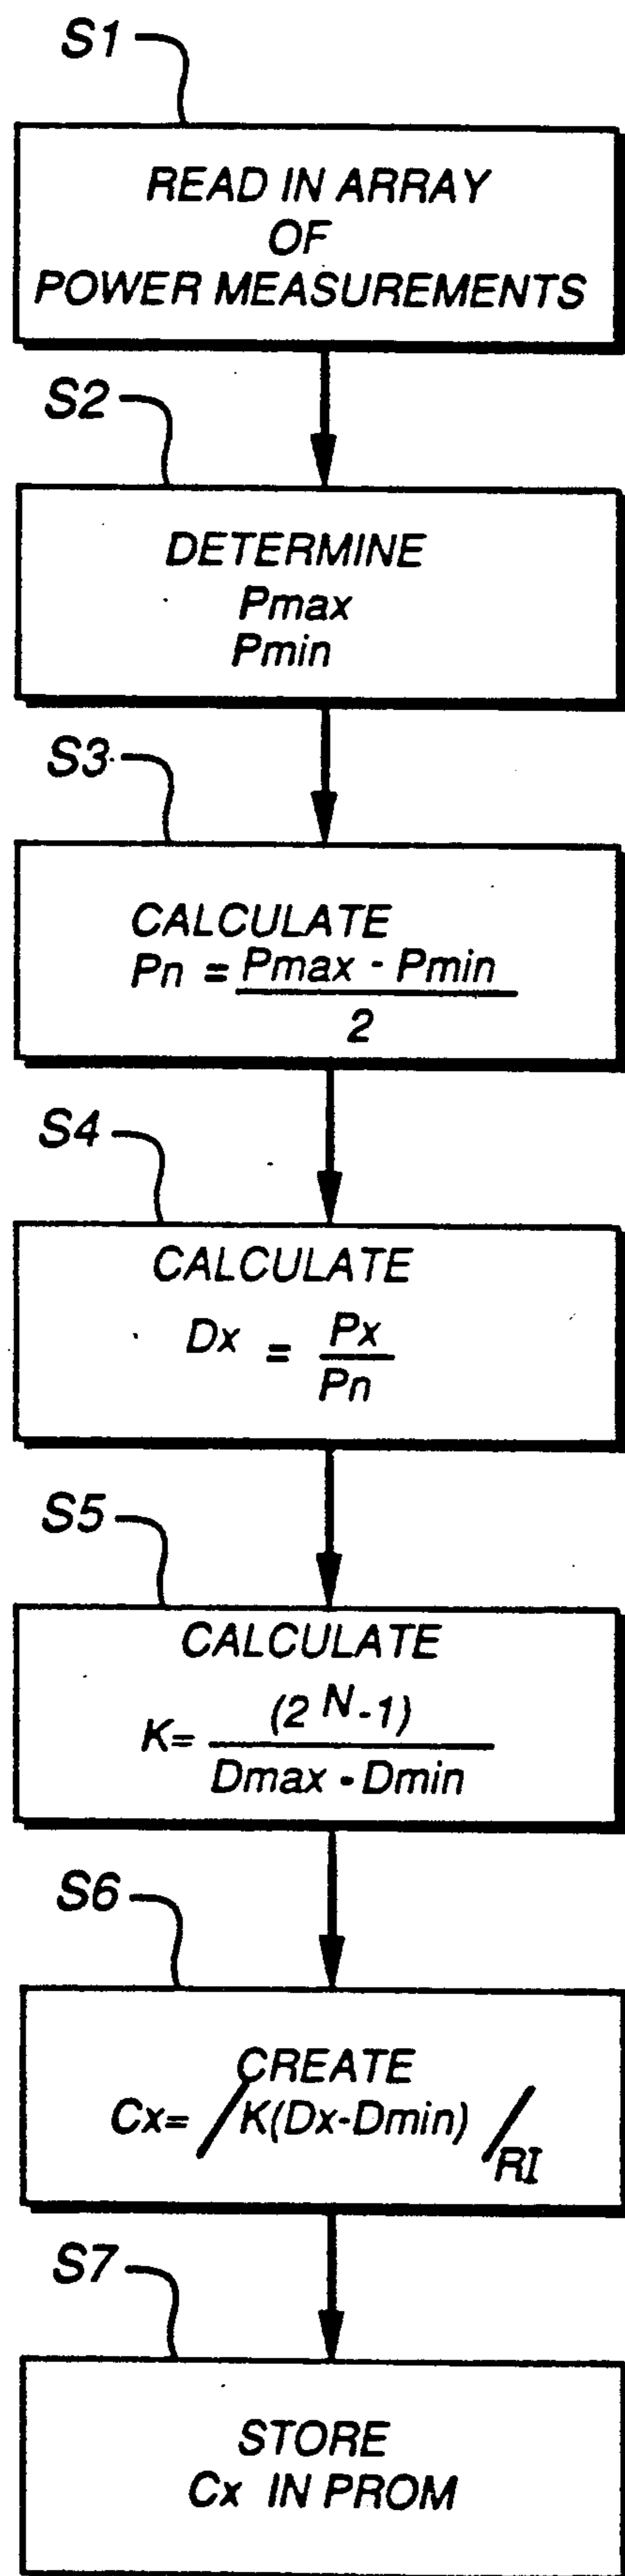 S1
READ IN ARRAY
OF
POWER MEASUREMENTS
S2
DETERMINE
Pmax
Pmin
S3
CALCULATE
Pn = Pmax - Pmin
2
S4
CALCULATE
Dx = Px
Pn
S5
CALCULATE
K= (2 N -1)
Dmax - Dmin
S6
CREATE
Cx= /K(Dx-Dmin) /RI
S7
STORE
Cx IN PROM